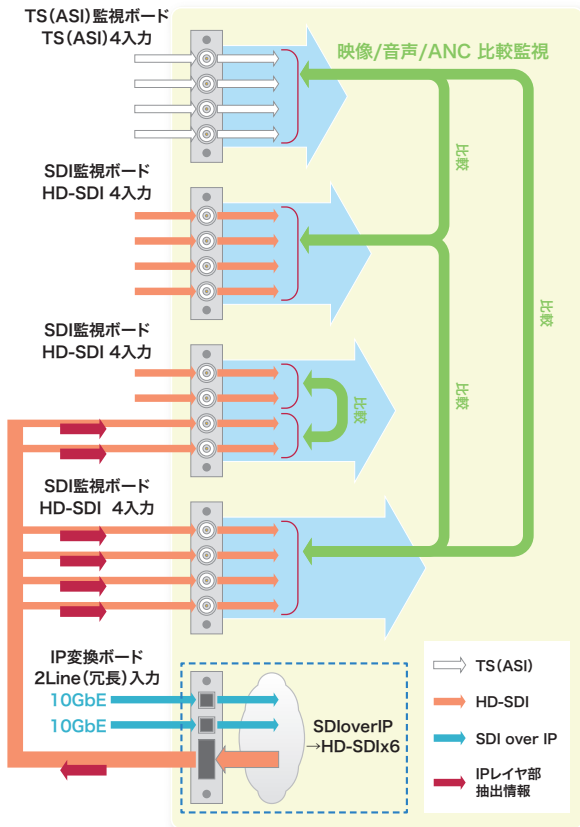 TS(ASI)監視ボード
TS(ASI)4入力
映像/音声/ANC 比較監視
比較
SDI監視ボード
HD-SDI 4入力
比較
SDI監視ボード
HD-SDI 4入力
比較
比較
SDI監視ボード
HD-SDI 4入力
IP変換ボード
2Line(冗長)入力
10GbE
10GbE
SDIoverIP
→HD-SDIx6
TS(ASI)
HD-SDI
SDI over IP
IPレイヤ部
抽出情報